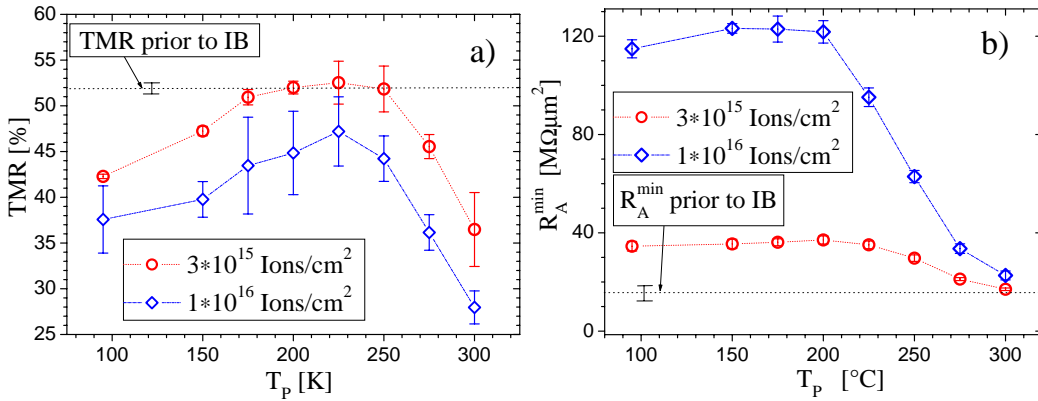 TMR prior to IB
a)
TMR [%]
60
55
50
45
40
35
30
25
3*10^15 Ions/cm^2
1*10^16 Ions/cm^2
100 150 200 250 300
T_P [K]
b)
R_A^min [MΩµm^2]
120
80
40
0
3*10^15 Ions/cm^2
1*10^16 Ions/cm^2
R_A^min prior to IB
100 150 200 250 300
T_P [°C]